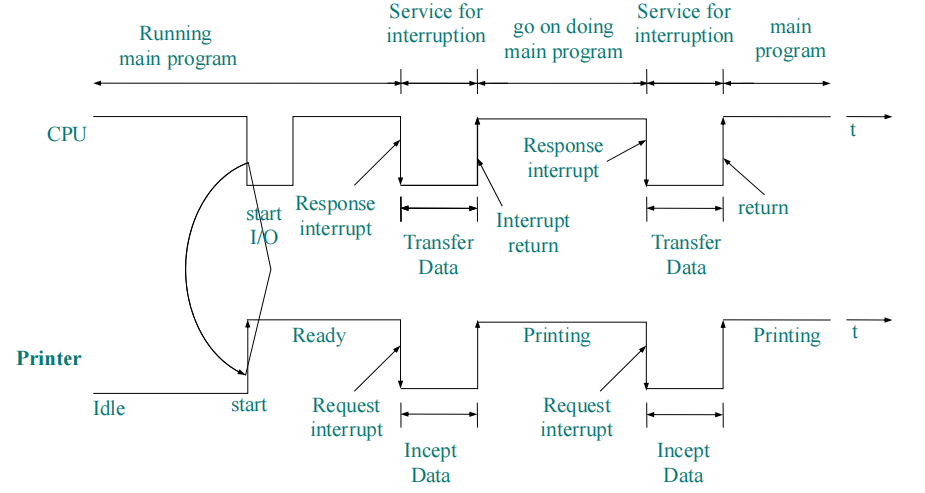 Running
main program
Service for
interruption
go on doing
main program
Service for
interruption
main
program
CPU
t
start
I/O
Response
interrupt
Transfer
Data
Interrupt
return
Response
interrupt
Transfer
Data
return
Printer
Idle
start
Ready
Request
interrupt
Incept
Data
Printing
Request
interrupt
Incept
Data
Printing
t